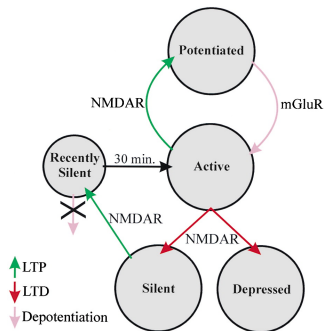 Potentiated
NMDAR
mGluR
Recently
Silent
30 min.
Active
NMDAR
NMDAR
LTP
LTD
Depotentiation
Silent
Depressed